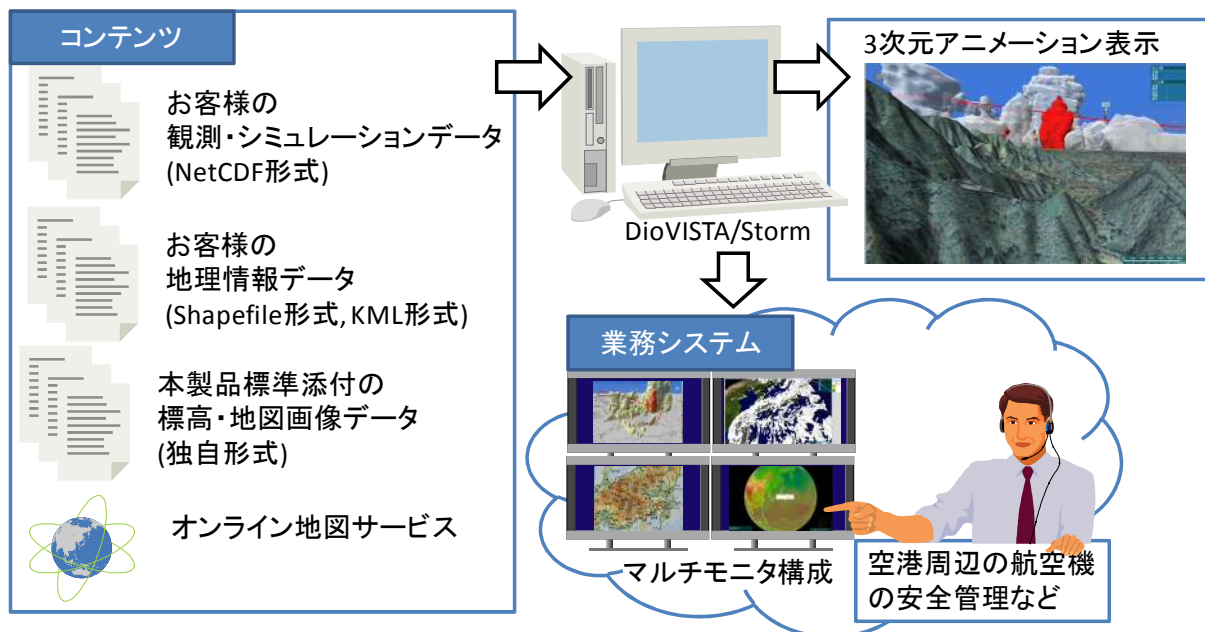 コンテンツ
お客様の
観測・シミュレーションデータ
(NetCDF形式)
お客様の
地理情報データ
(Shapefile形式, KML形式)
本製品標準添付の
標高・地図画像データ
(独自形式)
オンライン地図サービス
DioVISTA/Storm
3次元アニメーション表示
業務システム
マルチモニタ構成
空港周辺の航空機
の安全管理など